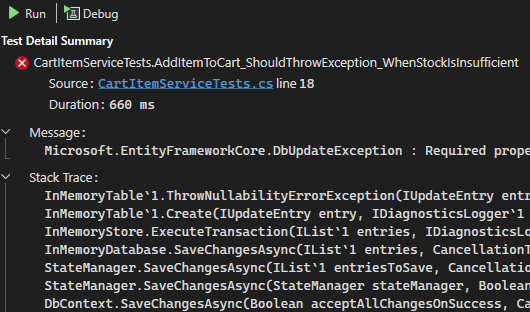 Run Debug
Test Detail Summary
CartItemServiceTests.AddItemToCart_ShouldThrowException_WhenStockIsInsufficient
Source: CartItemServiceTests.cs line 18
Duration: 660 ms
Message:
Microsoft.EntityFrameworkCore.DbUpdateException : Required prope
Stack Trace:
InMemoryTable`1.ThrowNullabilityErrorException(IUpdateEntry entr
InMemoryTable`1.Create(IUpdateEntry entry, IDiagnosticsLogger`1
InMemoryStore.ExecuteTransaction(IList`1 entries, IDiagnosticsLo
InMemoryDatabase.SaveChangesAsync(IList`1 entries, CancellationT
StateManager.SaveChangesAsync(IList`1 entriesToSave, Cancellatio
StateManager.SaveChangesAsync(StateManager stateManager, Boolean
DbContext.SaveChangesAsync(Boolean acceptAllChangesOnSuccess, Ca